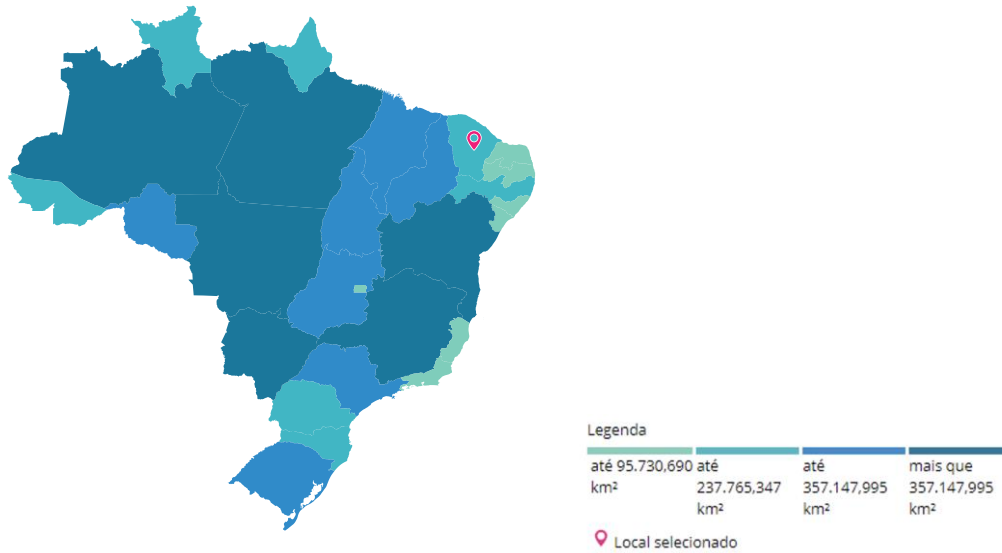 Legenda
até 95.730,690 km²
até 237.765,347 km²
até 357.147,995 km²
mais que 357.147,995 km²
Local selecionado